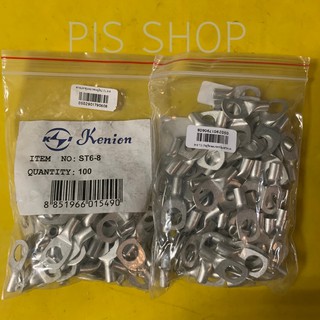 PIS SHOP
Kenion
ITEM NO: ST6-8
QUANTITY: 100
8 851966 015490